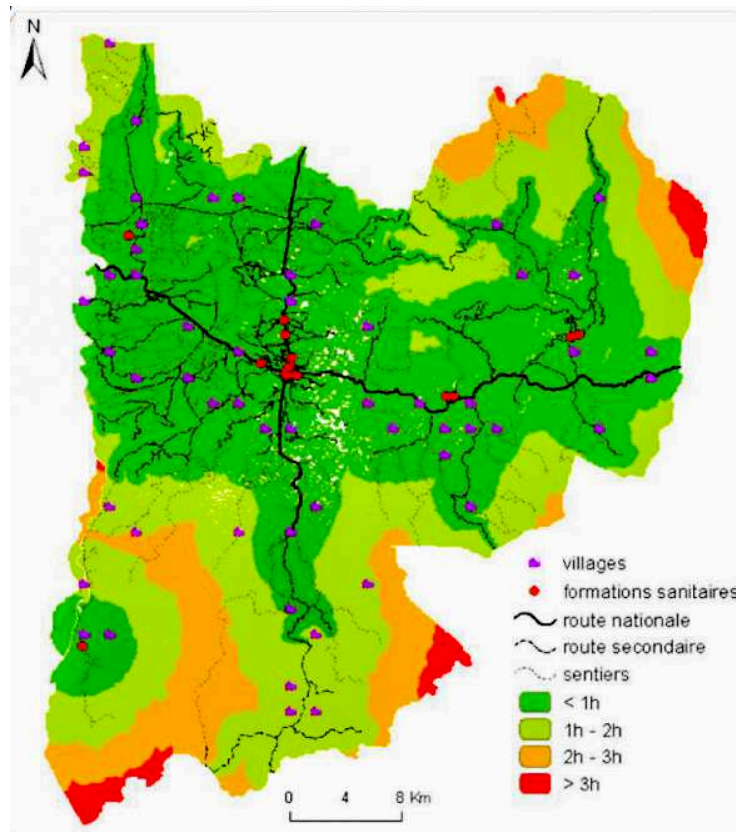 N
villages
formations sanitaires
route nationale
route secondaire
sentiers
< 1h
1h - 2h
2h - 3h
> 3h
0 4 8 Km